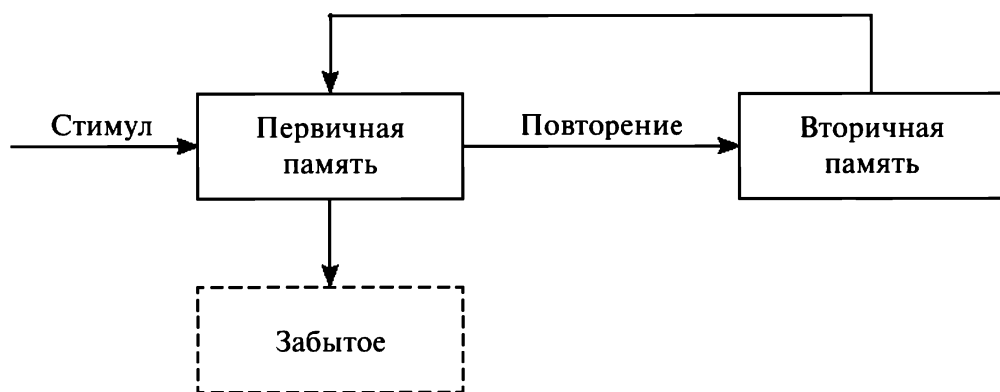 Стимул
Первичная
память
Повторение
Вторичная
память
Забытое